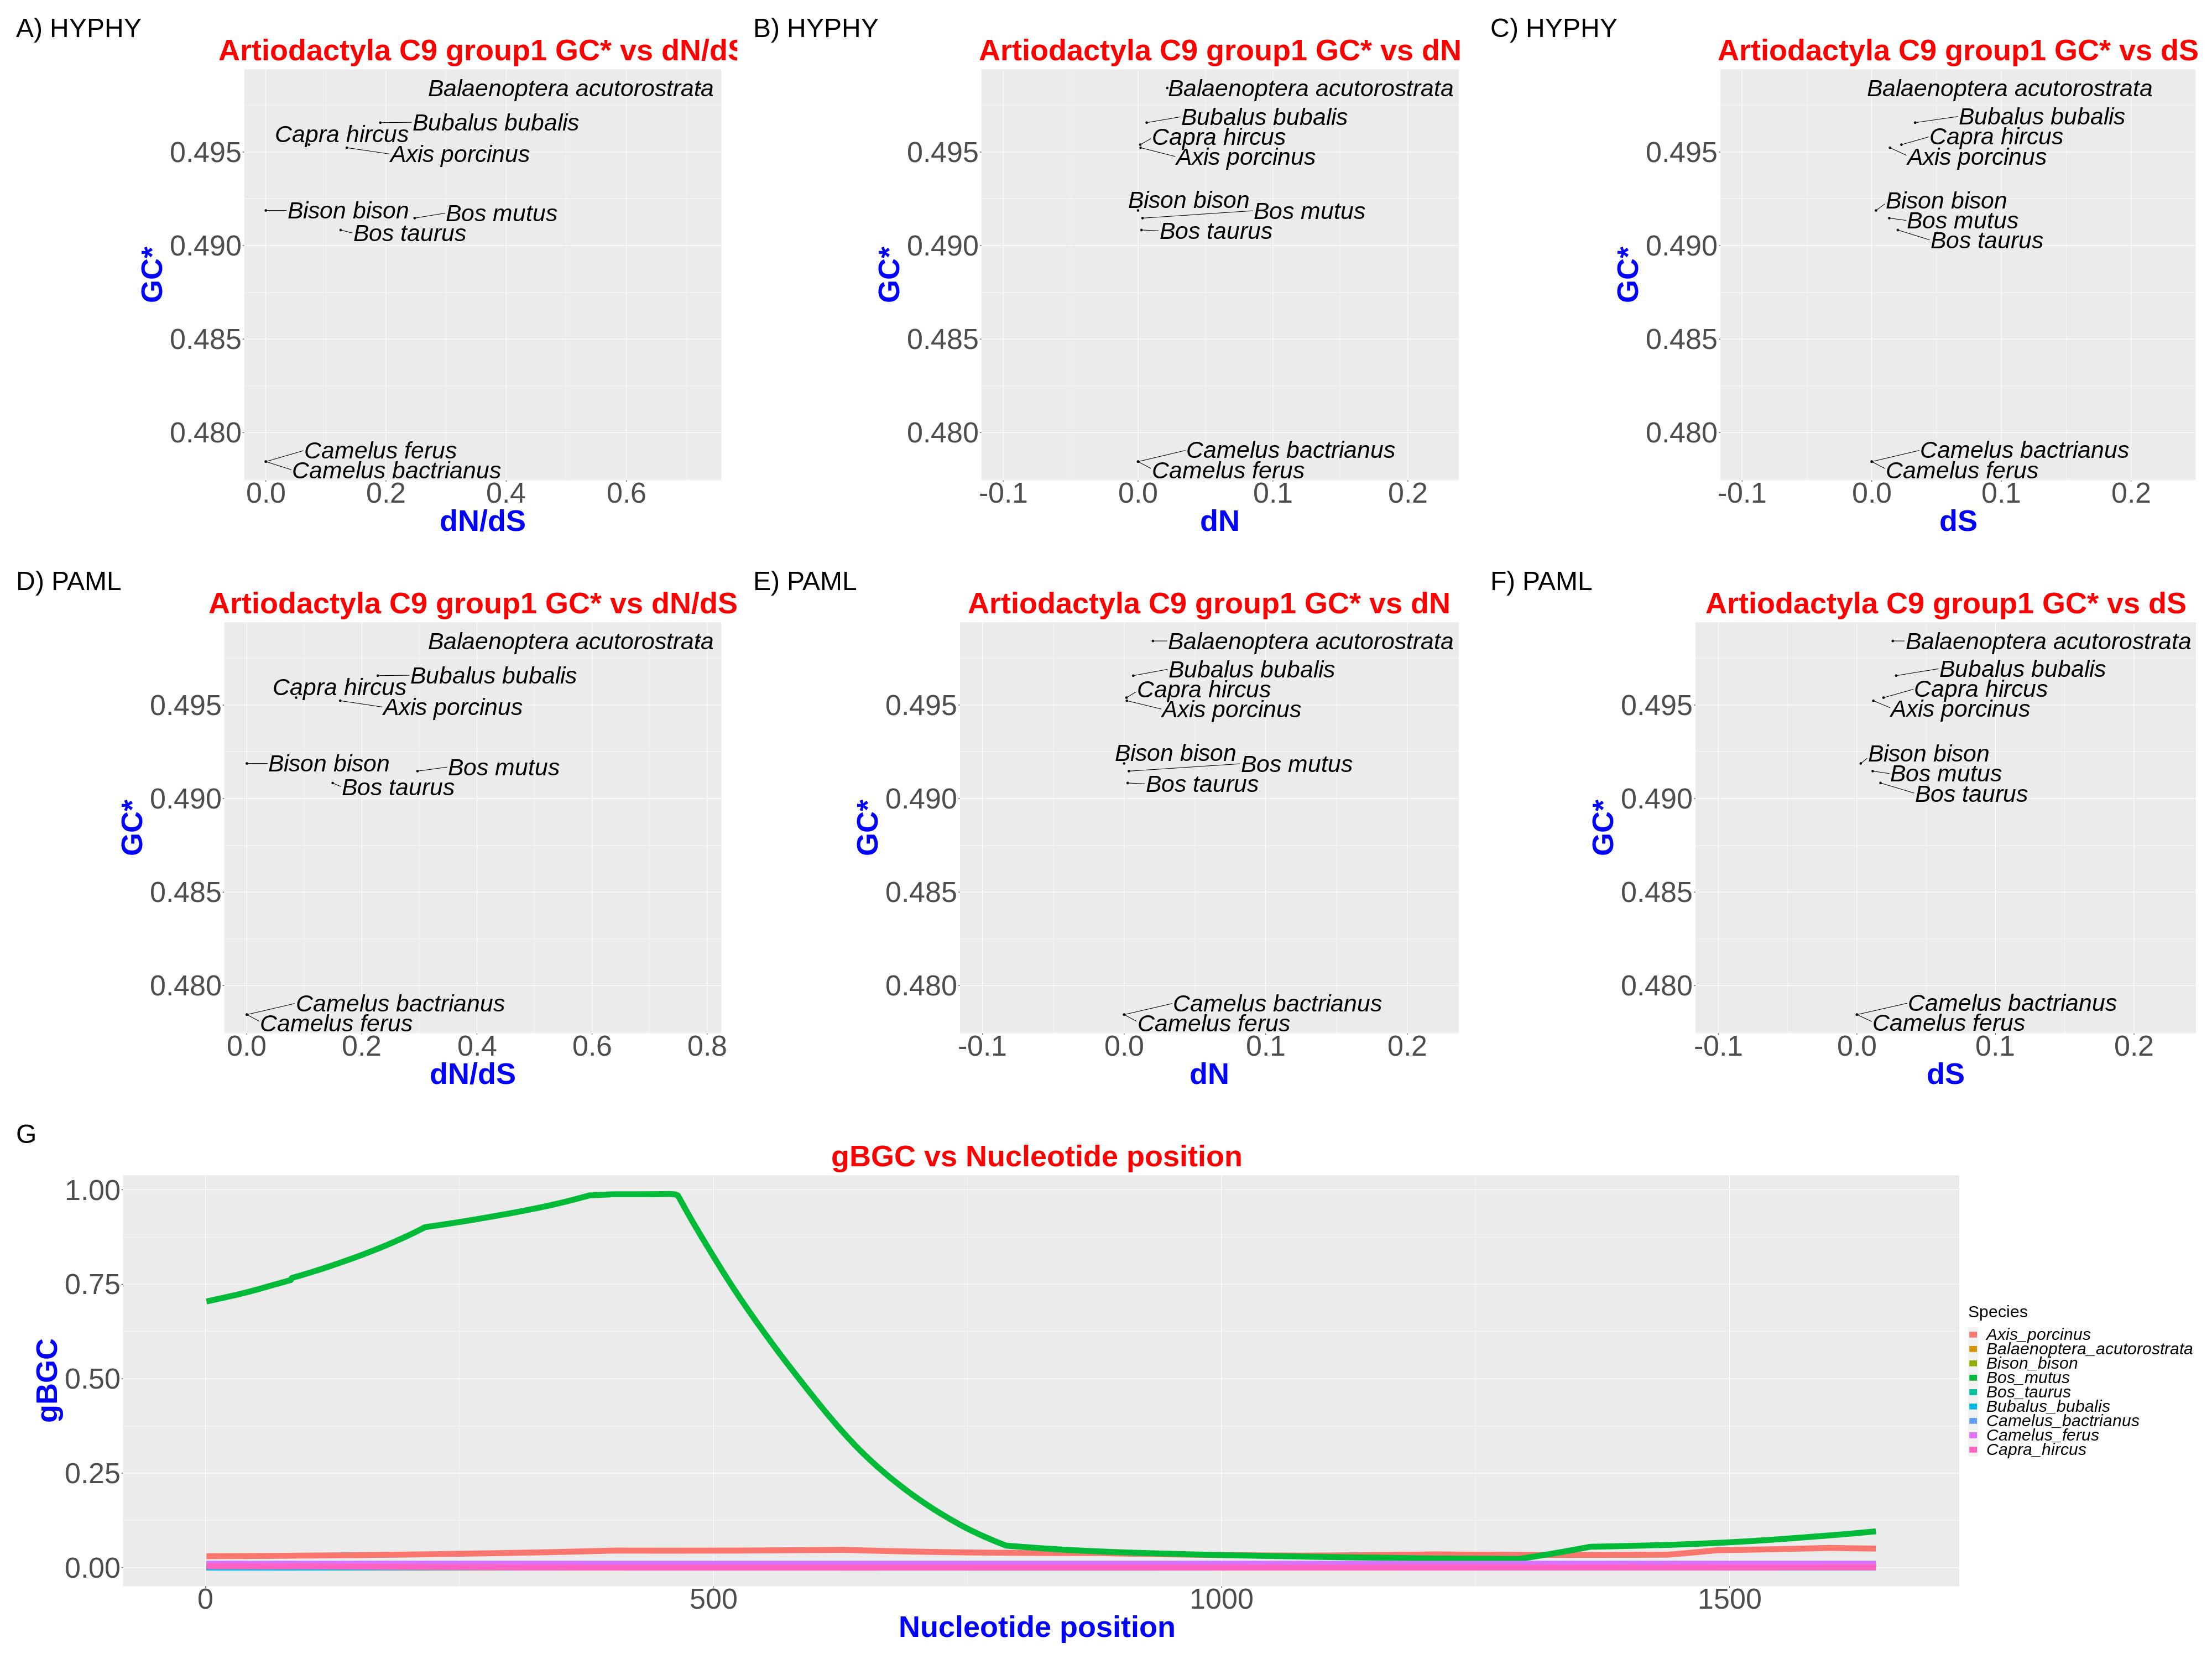 A) HYPHY
Artiodactyla C9 group1 GC* vs dN/dS
Balaenoptera acutorostrata
Bubalus bubalis
Capra hircus
Axis porcinus
Bison bison
Bos mutus
Bos taurus
Camelus ferus
Camelus bactrianus
GC*
0.495
0.490
0.485
0.480
0.0 0.2 0.4 0.6
dN/dS
B) HYPHY
Artiodactyla C9 group1 GC* vs dN
Balaenoptera acutorostrata
Bubalus bubalis
Capra hircus
Axis porcinus
Bison bison
Bos mutus
Bos taurus
Camelus bactrianus
Camelus ferus
GC*
0.495
0.490
0.485
0.480
-0.1 0.0 0.1 0.2
dN
C) HYPHY
Artiodactyla C9 group1 GC* vs dS
Balaenoptera acutorostrata
Bubalus bubalis
Capra hircus
Axis porcinus
Bison bison
Bos mutus
Bos taurus
Camelus bactrianus
Camelus ferus
GC*
0.495
0.490
0.485
0.480
-0.1 0.0 0.1 0.2
dS
D) PAML
Artiodactyla C9 group1 GC* vs dN/dS
Balaenoptera acutorostrata
Bubalus bubalis
Capra hircus
Axis porcinus
Bison bison
Bos mutus
Bos taurus
Camelus bactrianus
Camelus ferus
GC*
0.495
0.490
0.485
0.480
0.0 0.2 0.4 0.6 0.8
dN/dS
E) PAML
Artiodactyla C9 group1 GC* vs dN
Balaenoptera acutorostrata
Bubalus bubalis
Capra hircus
Axis porcinus
Bison bison
Bos mutus
Bos taurus
Camelus bactrianus
Camelus ferus
GC*
0.495
0.490
0.485
0.480
-0.1 0.0 0.1 0.2
dN
F) PAML
Artiodactyla C9 group1 GC* vs dS
Balaenoptera acutorostrata
Bubalus bubalis
Capra hircus
Axis porcinus
Bison bison
Bos mutus
Bos taurus
Camelus bactrianus
Camelus ferus
GC*
0.495
0.490
0.485
0.480
-0.1 0.0 0.1 0.2
dS
G
gBGC vs Nucleotide position
gBGC
1.00
0.75
0.50
0.25
0.00
0 500 1000 1500
Nucleotide position
Species
Axis_porcinus
Balaenoptera_acutorostrata
Bison_bison
Bos_mutus
Bos_taurus
Bubalus_bubalis
Camelus_bactrianus
Camelus_ferus
Capra_hircus